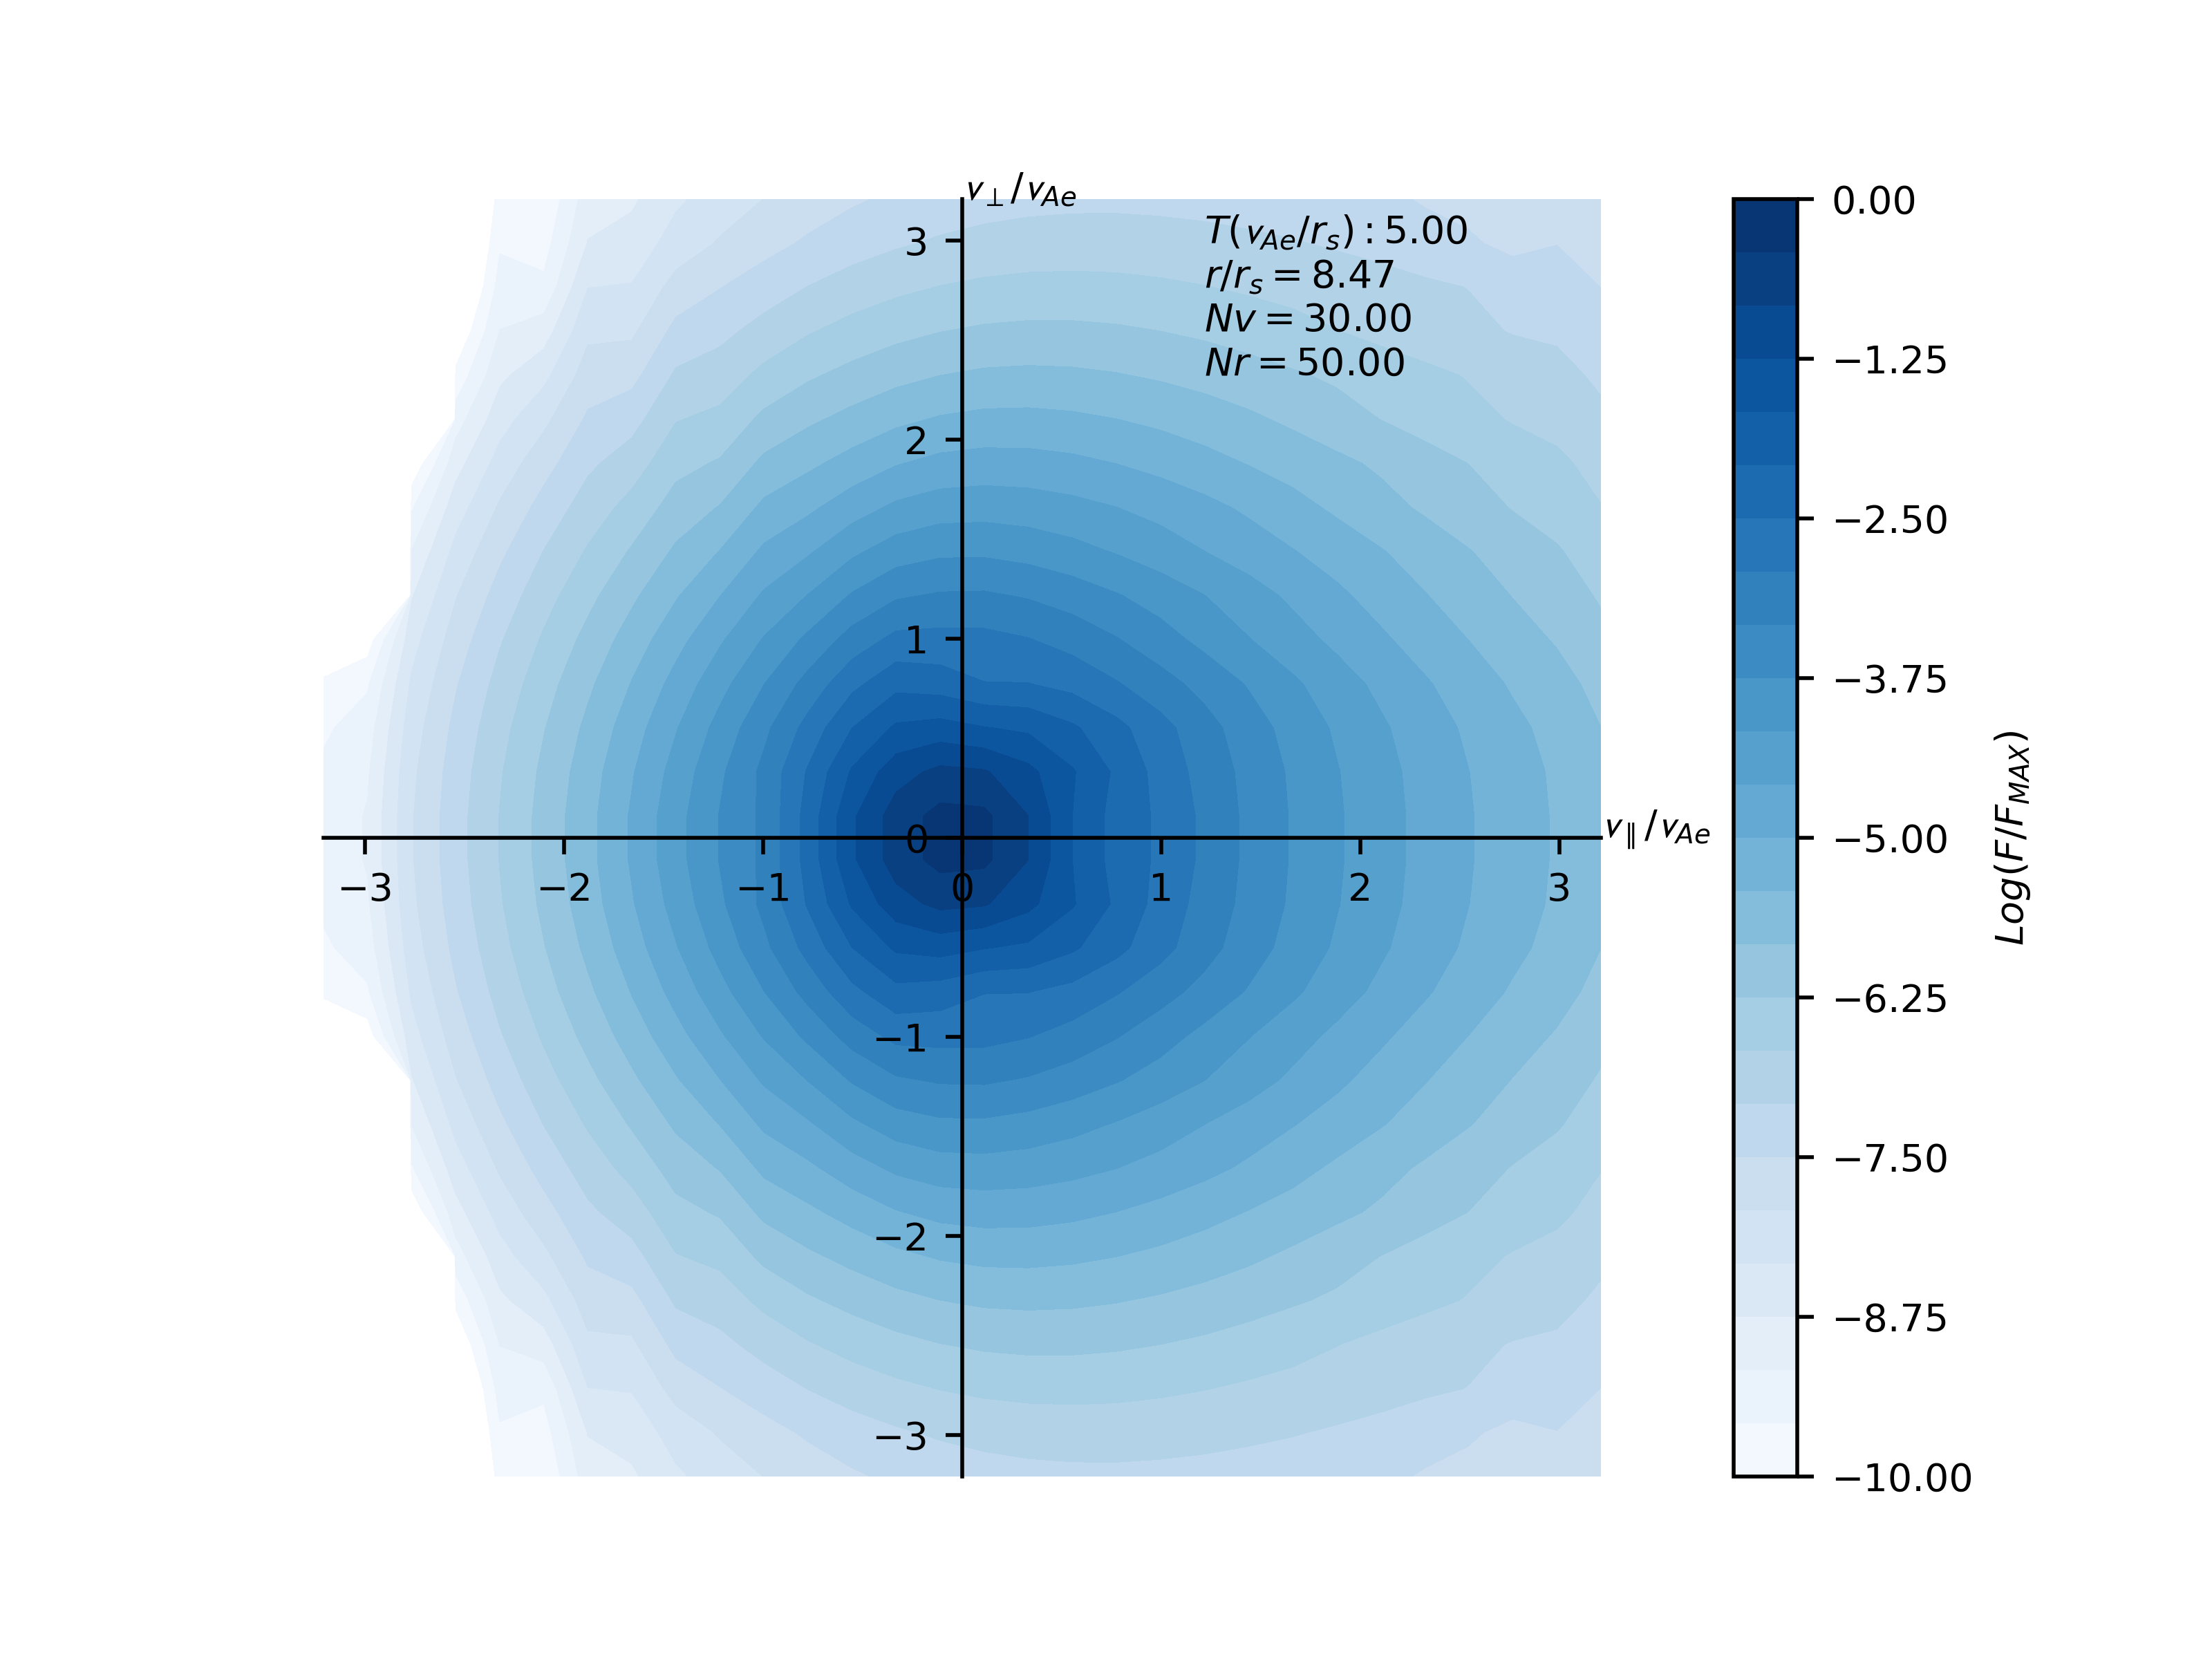 v⊥/vAe
T(vAe/rs) : 5.00
r/rs = 8.47
Nv = 30.00
Nr = 50.00
3
2
1
0
−1
−2
−3
−3 −2 −1 0 1 2 3
v∥/vAe
0.00
−1.25
−2.50
−3.75
−5.00
−6.25
−7.50
−8.75
−10.00
Log(F/FMAX)